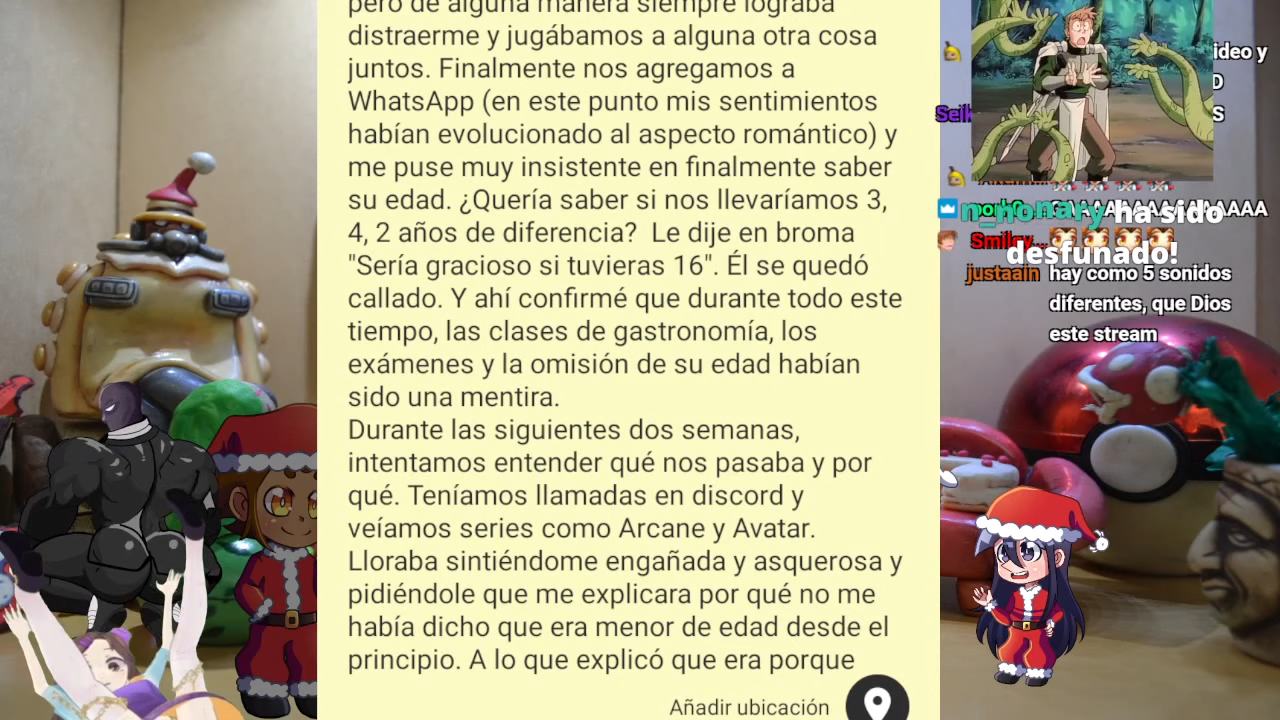 pero de alguna manera siempre lograba
distraerme y jugábamos a alguna otra cosa
juntos. Finalmente nos agregamos a
WhatsApp (en este punto mis sentimientos
habían evolucionado al aspecto romántico) y
me puse muy insistente en finalmente saber
su edad. ¿Quería saber si nos llevaríamos 3,
4, 2 años de diferencia?  Le dije en broma
"Sería gracioso si tuvieras 16". Él se quedó
callado. Y ahí confirmé que durante todo este
tiempo, las clases de gastronomía, los
exámenes y la omisión de su edad habían
sido una mentira.
Durante las siguientes dos semanas,
intentamos entender qué nos pasaba y por
qué. Teníamos llamadas en discord y
veíamos series como Arcane y Avatar.
Lloraba sintiéndome engañada y asquerosa y
pidiéndole que me explicara por qué no me
había dicho que era menor de edad desde el
principio. A lo que explicó que era porque
Añadir ubicación
ideo y
D
Seik
S
ha sido
desfunado!
Smiley...
justaain hay como 5 sonidos
diferentes, que Dios
este stream